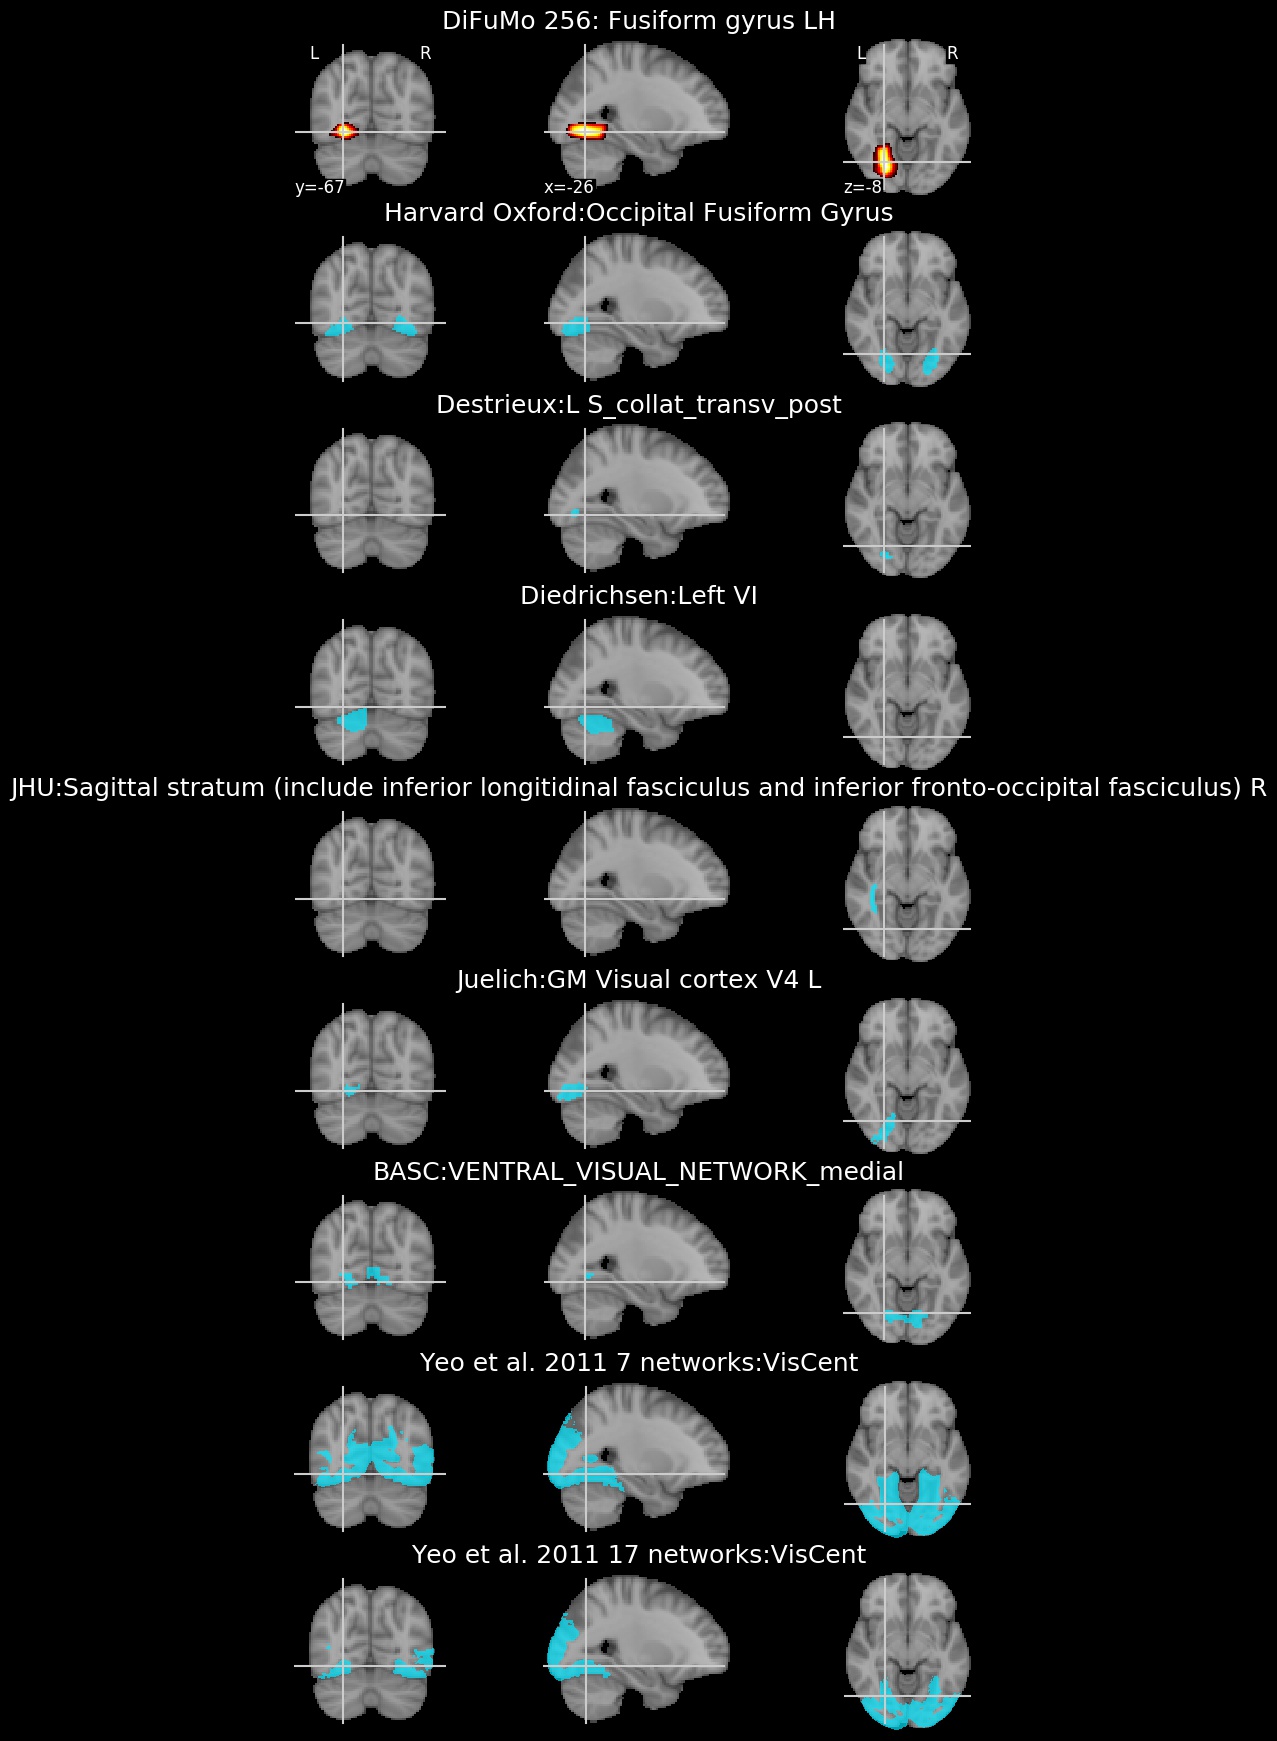 DiFuMo 256: Fusiform gyrus LH
L R L R
y=-67 x=-26 z=-8
Harvard Oxford:Occipital Fusiform Gyrus
Destrieux:L S_collat_transv_post
Diedrichsen:Left VI
JHU:Sagittal stratum (include inferior longitidinal fasciculus and inferior fronto-occipital fasciculus) R
Juelich:GM Visual cortex V4 L
BASC:VENTRAL_VISUAL_NETWORK_medial
Yeo et al. 2011 7 networks:VisCent
Yeo et al. 2011 17 networks:VisCent